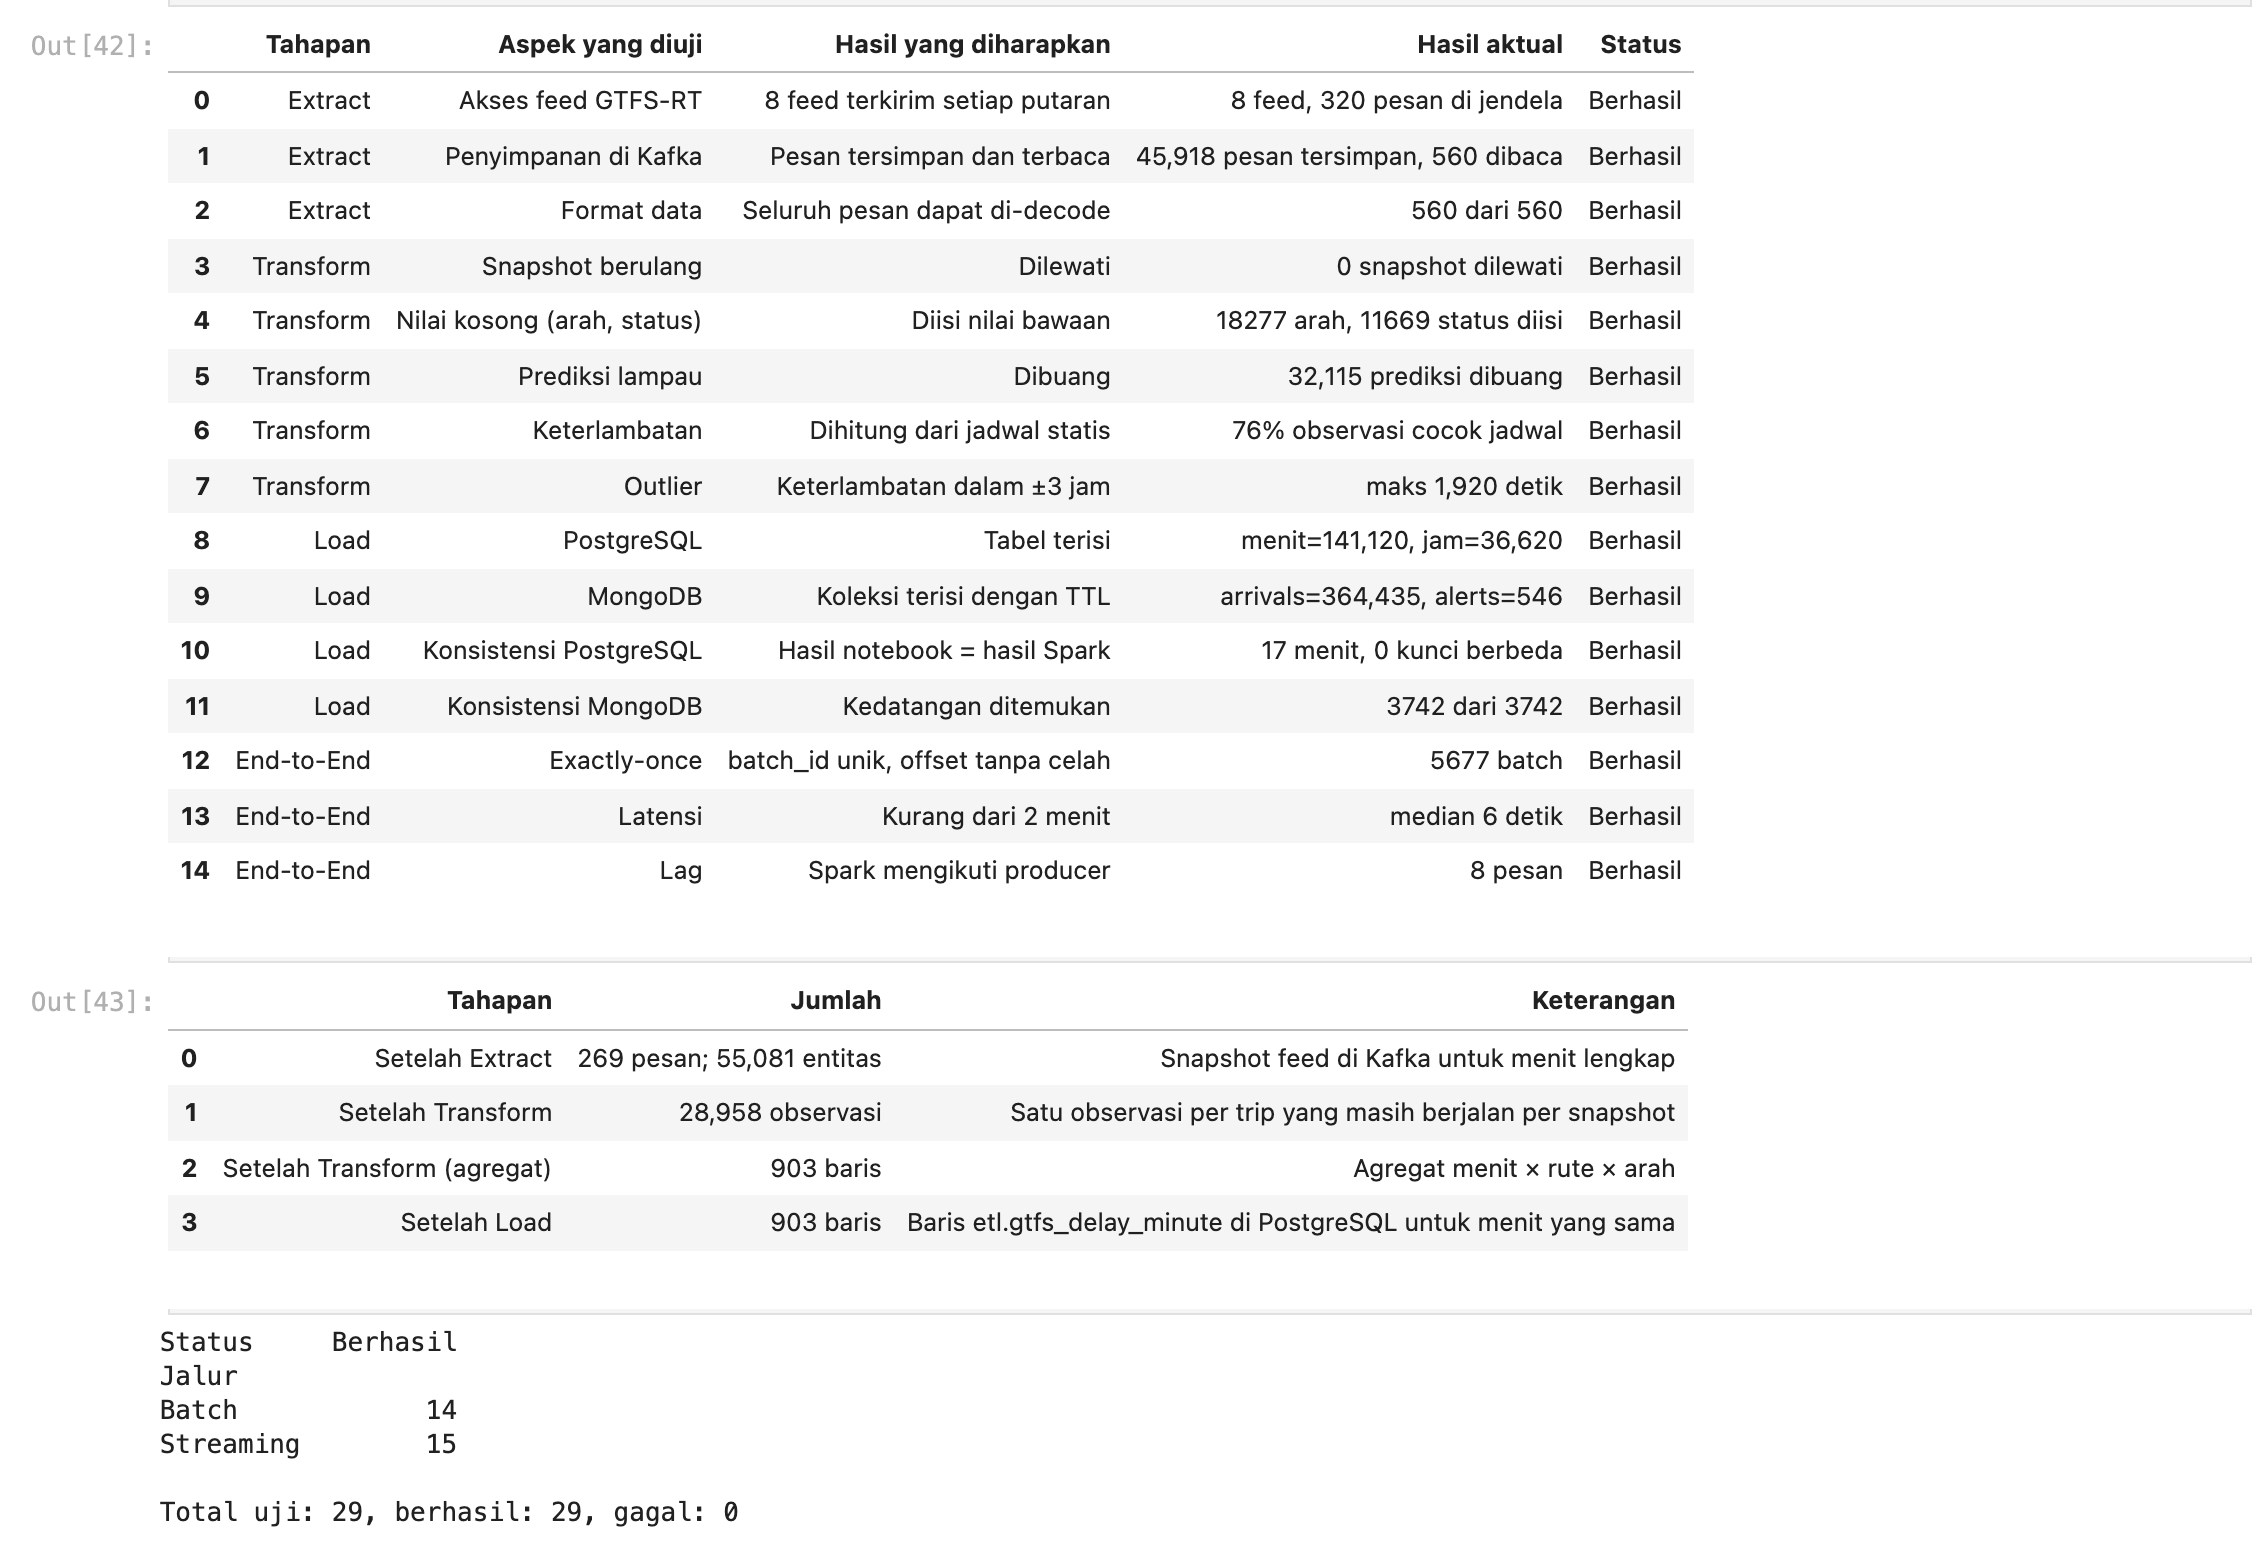 Out[42]:
Tahapan Aspek yang diuji Hasil yang diharapkan Hasil aktual Status
0 Extract Akses feed GTFS-RT 8 feed terkirim setiap putaran 8 feed, 320 pesan di jendela Berhasil
1 Extract Penyimpanan di Kafka Pesan tersimpan dan terbaca 45,918 pesan tersimpan, 560 dibaca Berhasil
2 Extract Format data Seluruh pesan dapat di-decode 560 dari 560 Berhasil
3 Transform Snapshot berulang Dilewati 0 snapshot dilewati Berhasil
4 Transform Nilai kosong (arah, status) Diisi nilai bawaan 18277 arah, 11669 status diisi Berhasil
5 Transform Prediksi lampau Dibuang 32,115 prediksi dibuang Berhasil
6 Transform Keterlambatan Dihitung dari jadwal statis 76% observasi cocok jadwal Berhasil
7 Transform Outlier Keterlambatan dalam ±3 jam maks 1,920 detik Berhasil
8 Load PostgreSQL Tabel terisi menit=141,120, jam=36,620 Berhasil
9 Load MongoDB Koleksi terisi dengan TTL arrivals=364,435, alerts=546 Berhasil
10 Load Konsistensi PostgreSQL Hasil notebook = hasil Spark 17 menit, 0 kunci berbeda Berhasil
11 Load Konsistensi MongoDB Kedatangan ditemukan 3742 dari 3742 Berhasil
12 End-to-End Exactly-once batch_id unik, offset tanpa celah 5677 batch Berhasil
13 End-to-End Latensi Kurang dari 2 menit median 6 detik Berhasil
14 End-to-End Lag Spark mengikuti producer 8 pesan Berhasil
Out[43]:
Tahapan Jumlah Keterangan
0 Setelah Extract 269 pesan; 55,081 entitas Snapshot feed di Kafka untuk menit lengkap
1 Setelah Transform 28,958 observasi Satu observasi per trip yang masih berjalan per snapshot
2 Setelah Transform (agregat) 903 baris Agregat menit × rute × arah
3 Setelah Load 903 baris Baris etl.gtfs_delay_minute di PostgreSQL untuk menit yang sama
Status Berhasil
Jalur
Batch 14
Streaming 15
Total uji: 29, berhasil: 29, gagal: 0